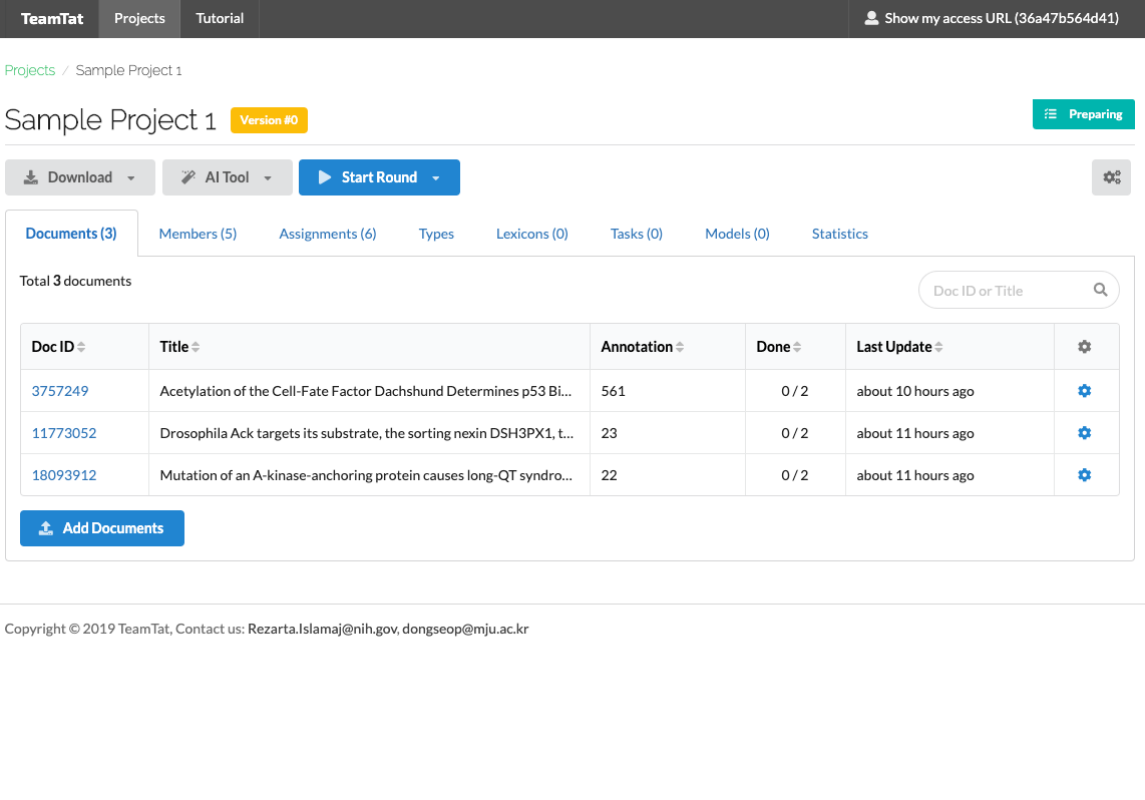 TeamTat Projects Tutorial Show my access URL (36a47b564d41)
Projects / Sample Project 1
Sample Project 1 Version #0 Preparing
Download AI Tool Start Round
Documents (3) Members (5) Assignments (6) Types Lexicons (0) Tasks (0) Models (0) Statistics
Total 3 documents Doc ID or Title
Doc ID Title Annotation Done Last Update
3757249 Acetylation of the Cell-Fate Factor Dachshund Determines p53 Bi... 561 0 / 2 about 10 hours ago
11773052 Drosophila Ack targets its substrate, the sorting nexin DSH3PX1, t... 23 0 / 2 about 11 hours ago
18093912 Mutation of an A-kinase-anchoring protein causes long-QT syndro... 22 0 / 2 about 11 hours ago
Add Documents
Copyright © 2019 TeamTat, Contact us: Rezarta.Islamaj@nih.gov, dongseop@mju.ac.kr